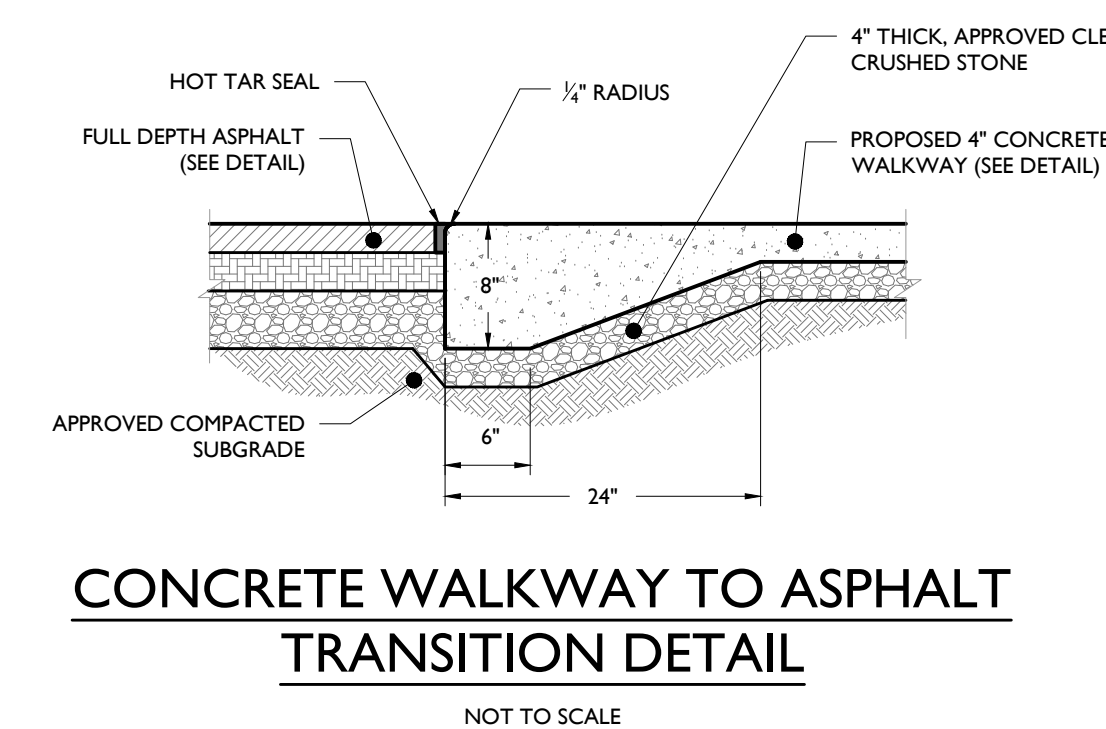 4" THICK, APPROVED
CRUSHED STONE
HOT TAR SEAL
¼" RADIUS
FULL DEPTH ASPHALT
(SEE DETAIL)
PROPOSED 4" CONCRETE
WALKWAY (SEE DETAIL)
8"
APPROVED COMPACTED
SUBGRADE
6"
24"
CONCRETE WALKWAY TO ASPHALT
TRANSITION DETAIL
NOT TO SCALE